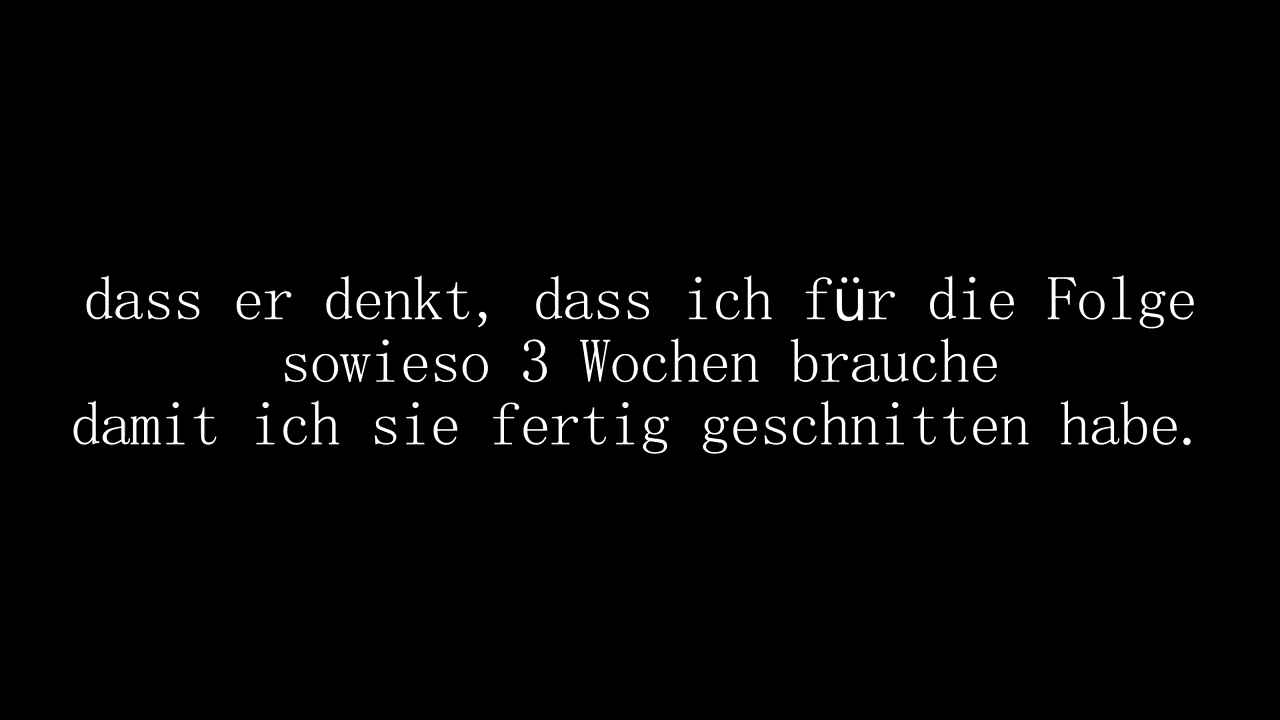 dass er denkt, dass ich für die Folge
sowieso 3 Wochen brauche
damit ich sie fertig geschnitten habe.